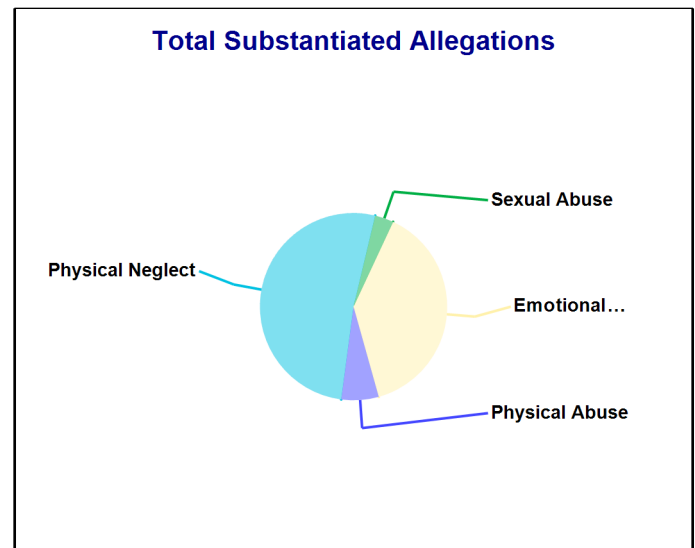 Total Substantiated Allegations
Sexual Abuse
Physical Neglect
Emotional...
Physical Abuse